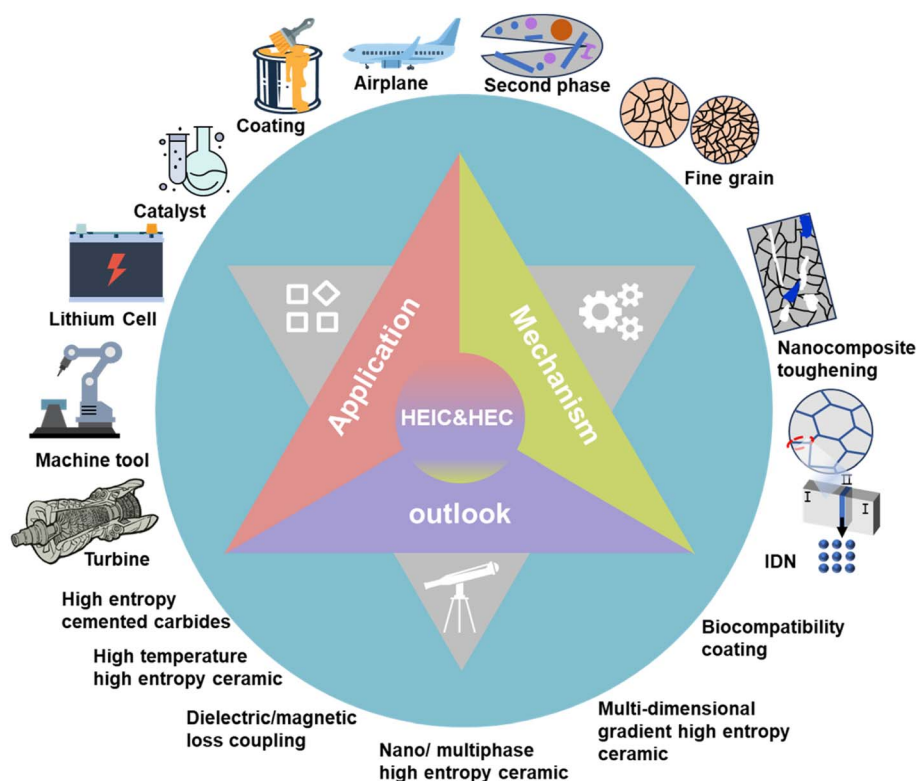 Airplane
Second phase
Coating
Fine grain
Catalyst
Lithium Cell
Application
Mechanism
Nanocomposite
toughening
HEIC&HEC
Machine tool
II
I
I
outlook
Turbine
IDN
High entropy
cemented carbides
Biocompatibility
coating
High temperature
high entropy ceramic
Multi-dimensional
gradient high entropy
ceramic
Dielectric/magnetic
loss coupling
Nano/ multiphase
high entropy ceramic